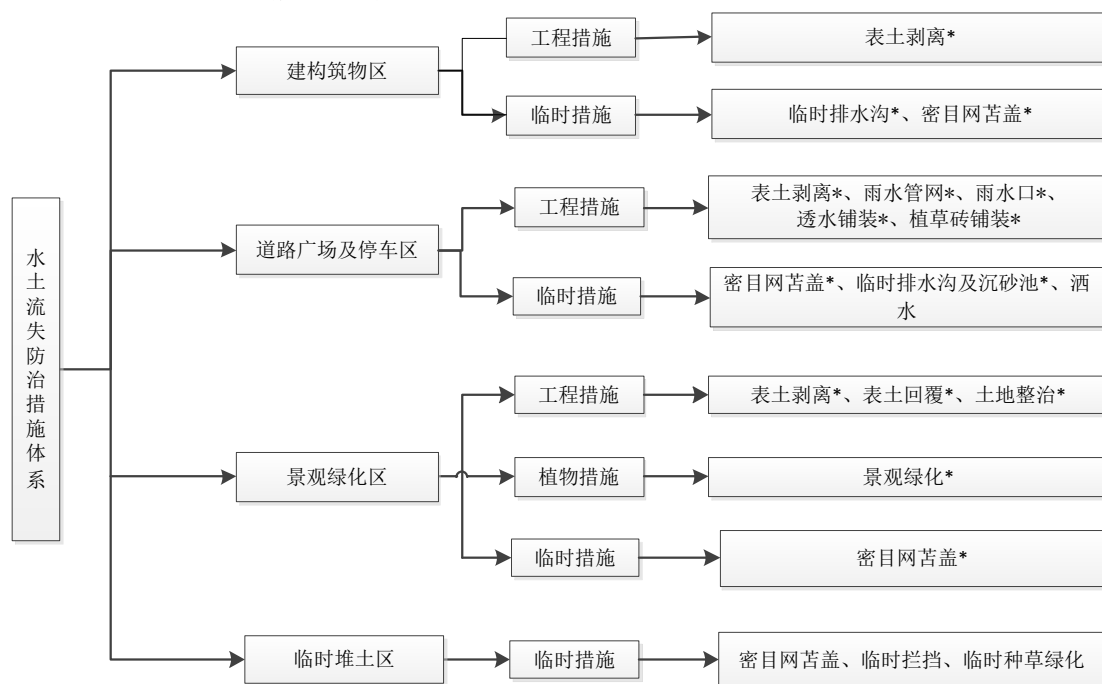 水土流失防治措施体系
建构筑物区
工程措施
表土剥离*
临时措施
临时排水沟*、密目网苫盖*
道路广场及停车区
工程措施
表土剥离*、雨水管网*、雨水口*、
透水铺装*、植草砖铺装*
临时措施
密目网苫盖*、临时排水沟及沉砂池*、洒
水
景观绿化区
工程措施
表土剥离*、表土回覆*、土地整治*
植物措施
景观绿化*
临时措施
密目网苫盖*
临时堆土区
临时措施
密目网苫盖、临时拦挡、临时种草绿化